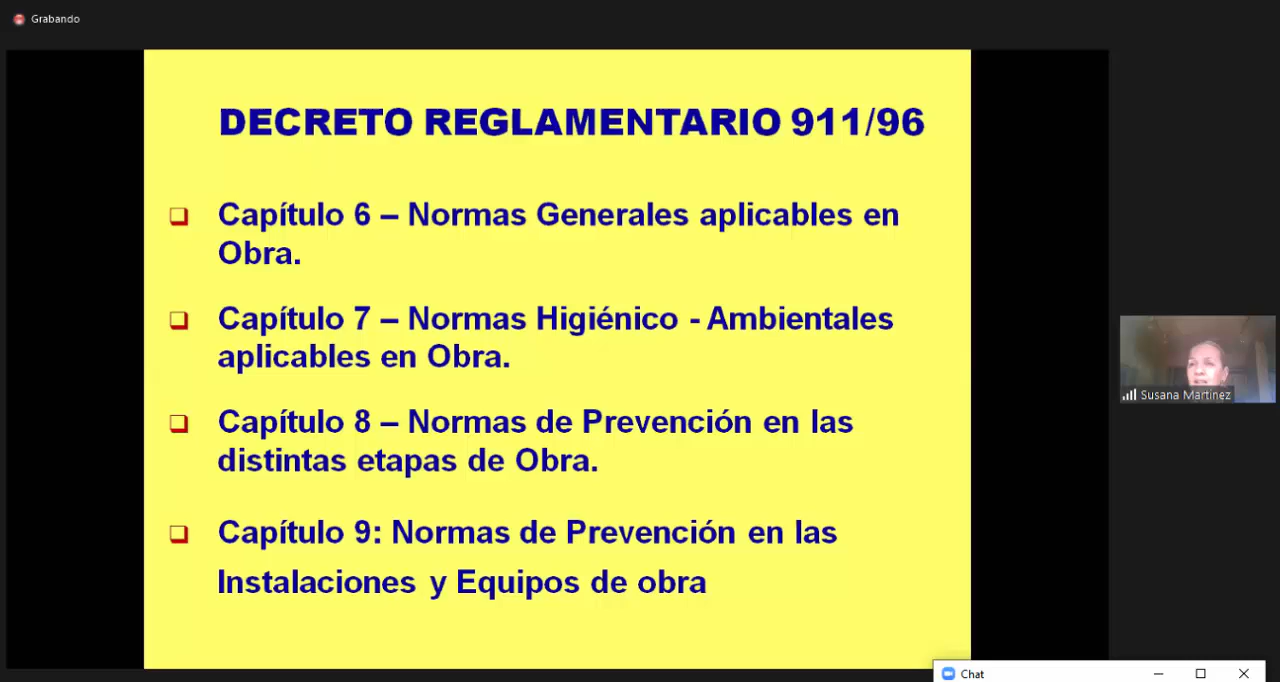 Grabando
DECRETO REGLAMENTARIO 911/96
❑ Capítulo 6 – Normas Generales aplicables en
Obra.
❑ Capítulo 7 – Normas Higiénico - Ambientales
aplicables en Obra.
❑ Capítulo 8 – Normas de Prevención en las
distintas etapas de Obra.
❑ Capítulo 9: Normas de Prevención en las
Instalaciones y Equipos de obra
Susana Martinez
Chat